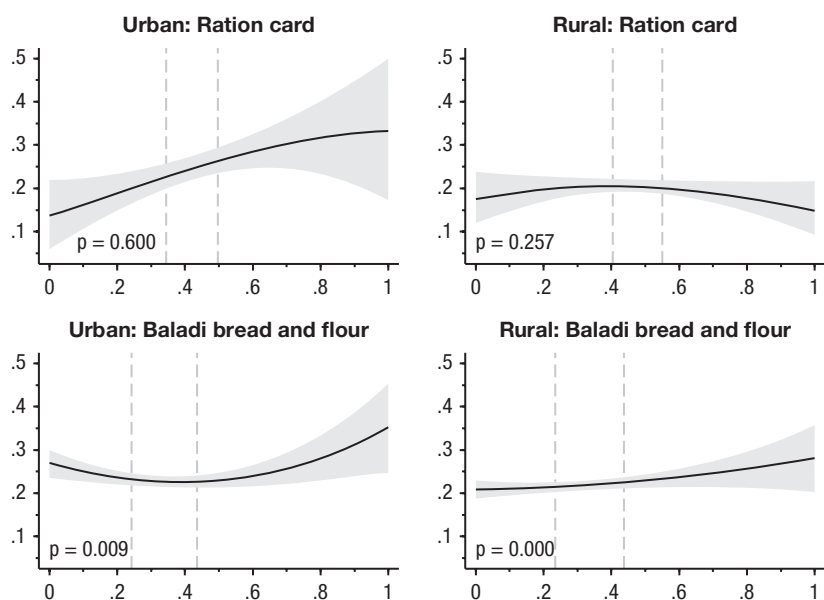 Urban: Ration card
Rural: Ration card
.5
.4
.3
.2
.1
p = 0.600
0 .2 .4 .6 .8 1
.5
.4
.3
.2
.1
p = 0.257
0 .2 .4 .6 .8 1
Urban: Baladi bread and flour
Rural: Baladi bread and flour
.5
.4
.3
.2
.1
p = 0.009
0 .2 .4 .6 .8 1
.5
.4
.3
.2
.1
p = 0.000
0 .2 .4 .6 .8 1